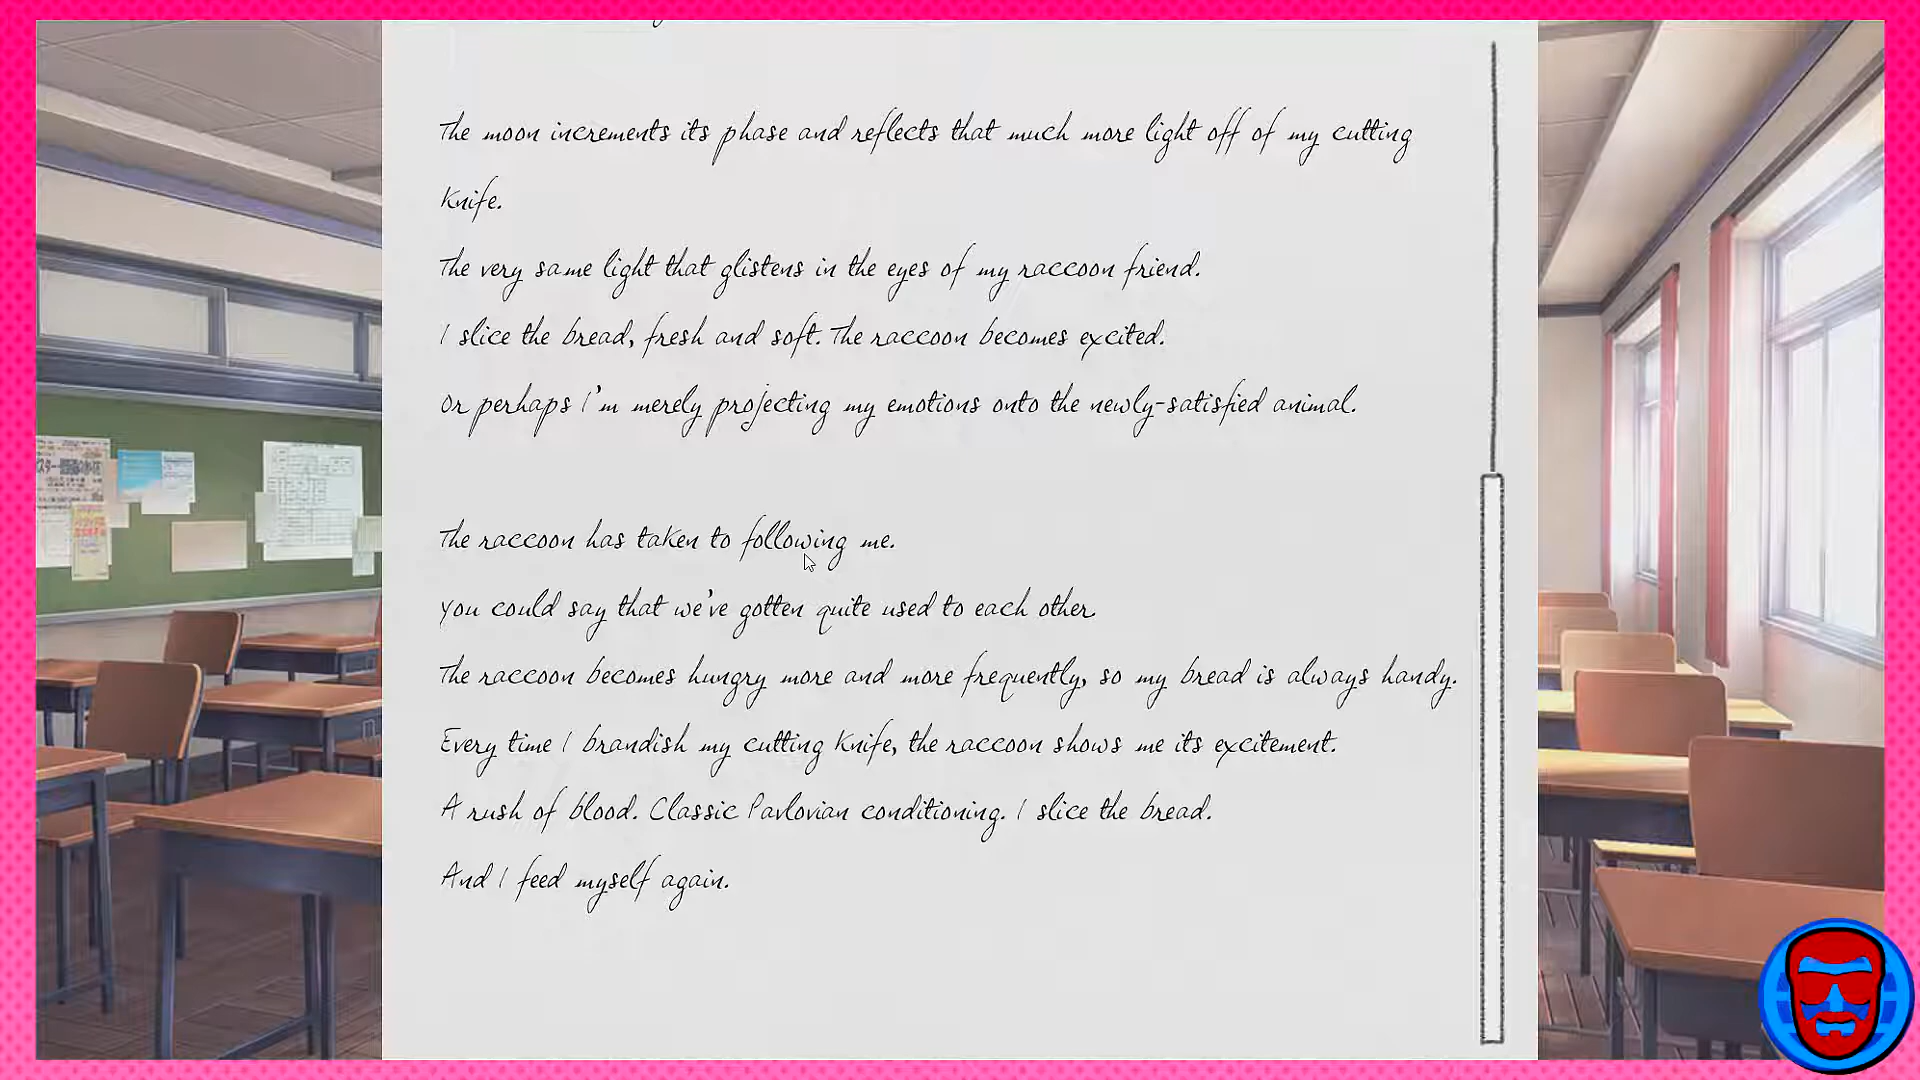 The moon increments its phase and reflects that much more light off of my cutting
knife.
The very same light that glistens in the eyes of my raccoon friend.
I slice the bread, fresh and soft. The raccoon becomes excited.
Or perhaps I'm merely projecting my emotions onto the newly-satisfied animal.
The raccoon has taken to following me.
You could say that we've gotten quite used to each other.
The raccoon becomes hungry more and more frequently, so my bread is always handy.
Every time I brandish my cutting knife, the raccoon shows me its excitement.
A rush of blood. Classic Pavlovian conditioning. I slice the bread.
And I feed myself again.